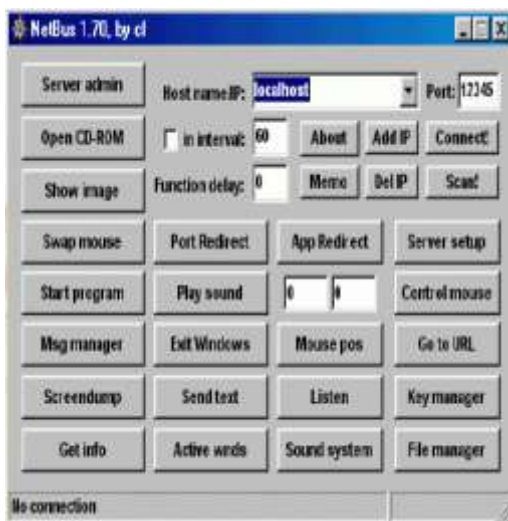 NetBus 1.70, by cf
Server admin Host name/IP: localhost Port: 12345
Open CD-ROM in interval: 60 About Add IP Connect!
Show image Function delay: 0 Memo Del IP Scan!
Swap mouse Port Redirect App Redirect Server setup
Start program Play sound 0 0 Control mouse
Msg manager Exit Windows Mouse pos Go to URL
Screendump Send text Listen Key manager
Get info Active wnds Sound system File manager
No connection